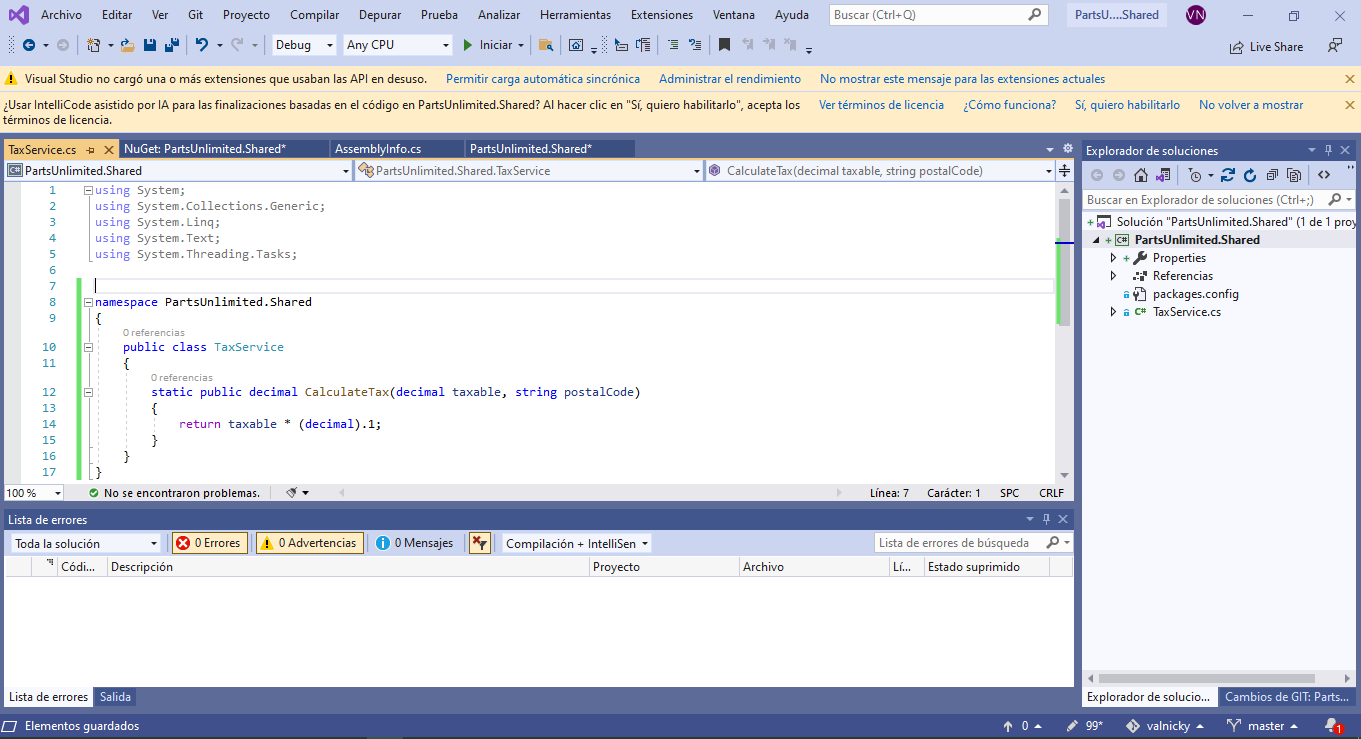 Archivo Editar Ver Git Proyecto Compilar Depurar Prueba Analizar Herramientas Extensiones Ventana Ayuda Buscar (Ctrl+Q) PartsU....Shared VN
Debug Any CPU Iniciar Live Share
Visual Studio no cargó una o más extensiones que usaban las API en desuso. Permitir carga automática sincrónica Administrar el rendimiento No mostrar este mensaje para las extensiones actuales
¿Usar IntelliCode asistido por IA para las finalizaciones basadas en el código en PartsUnlimited.Shared? Al hacer clic en "Sí, quiero habilitarlo", acepta los términos de licencia. Ver términos de licencia ¿Cómo funciona? Sí, quiero habilitarlo No volver a mostrar
TaxService.cs NuGet: PartsUnlimited.Shared* AssemblyInfo.cs PartsUnlimited.Shared*
PartsUnlimited.Shared PartsUnlimited.Shared.TaxService CalculateTax(decimal taxable, string postalCode)
1 using System;
2 using System.Collections.Generic;
3 using System.Linq;
4 using System.Text;
5 using System.Threading.Tasks;
6
7
8 namespace PartsUnlimited.Shared
9 {
0 referencias
10 public class TaxService
11 {
0 referencias
12 static public decimal CalculateTax(decimal taxable, string postalCode)
13 {
14 return taxable * (decimal).1;
15 }
16 }
17 }
100 % No se encontraron problemas. Línea: 7 Carácter: 1 SPC CRLF
Lista de errores
Toda la solución 0 Errores 0 Advertencias 0 Mensajes Compilación + IntelliSen Lista de errores de búsqueda
Códi... Descripción Proyecto Archivo Lí... Estado suprimido
Lista de errores Salida
Explorador de soluciones
Buscar en Explorador de soluciones (Ctrl+;)
Solución "PartsUnlimited.Shared" (1 de 1 proy
C# PartsUnlimited.Shared
Properties
Referencias
packages.config
C# TaxService.cs
Explorador de solucio... Cambios de GIT: Parts...
Elementos guardados 0 99* valnicky master 1